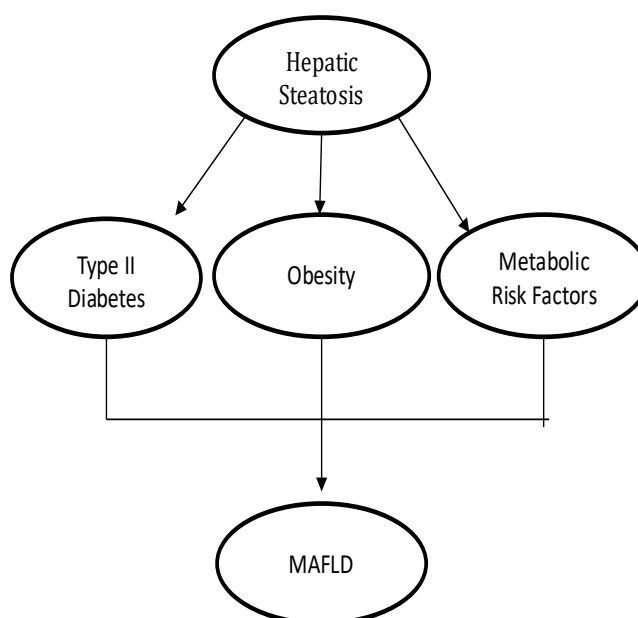 Hepatic
Steatosis
Type II
Diabetes
Obesity
Metabolic
Risk Factors
MAFLD